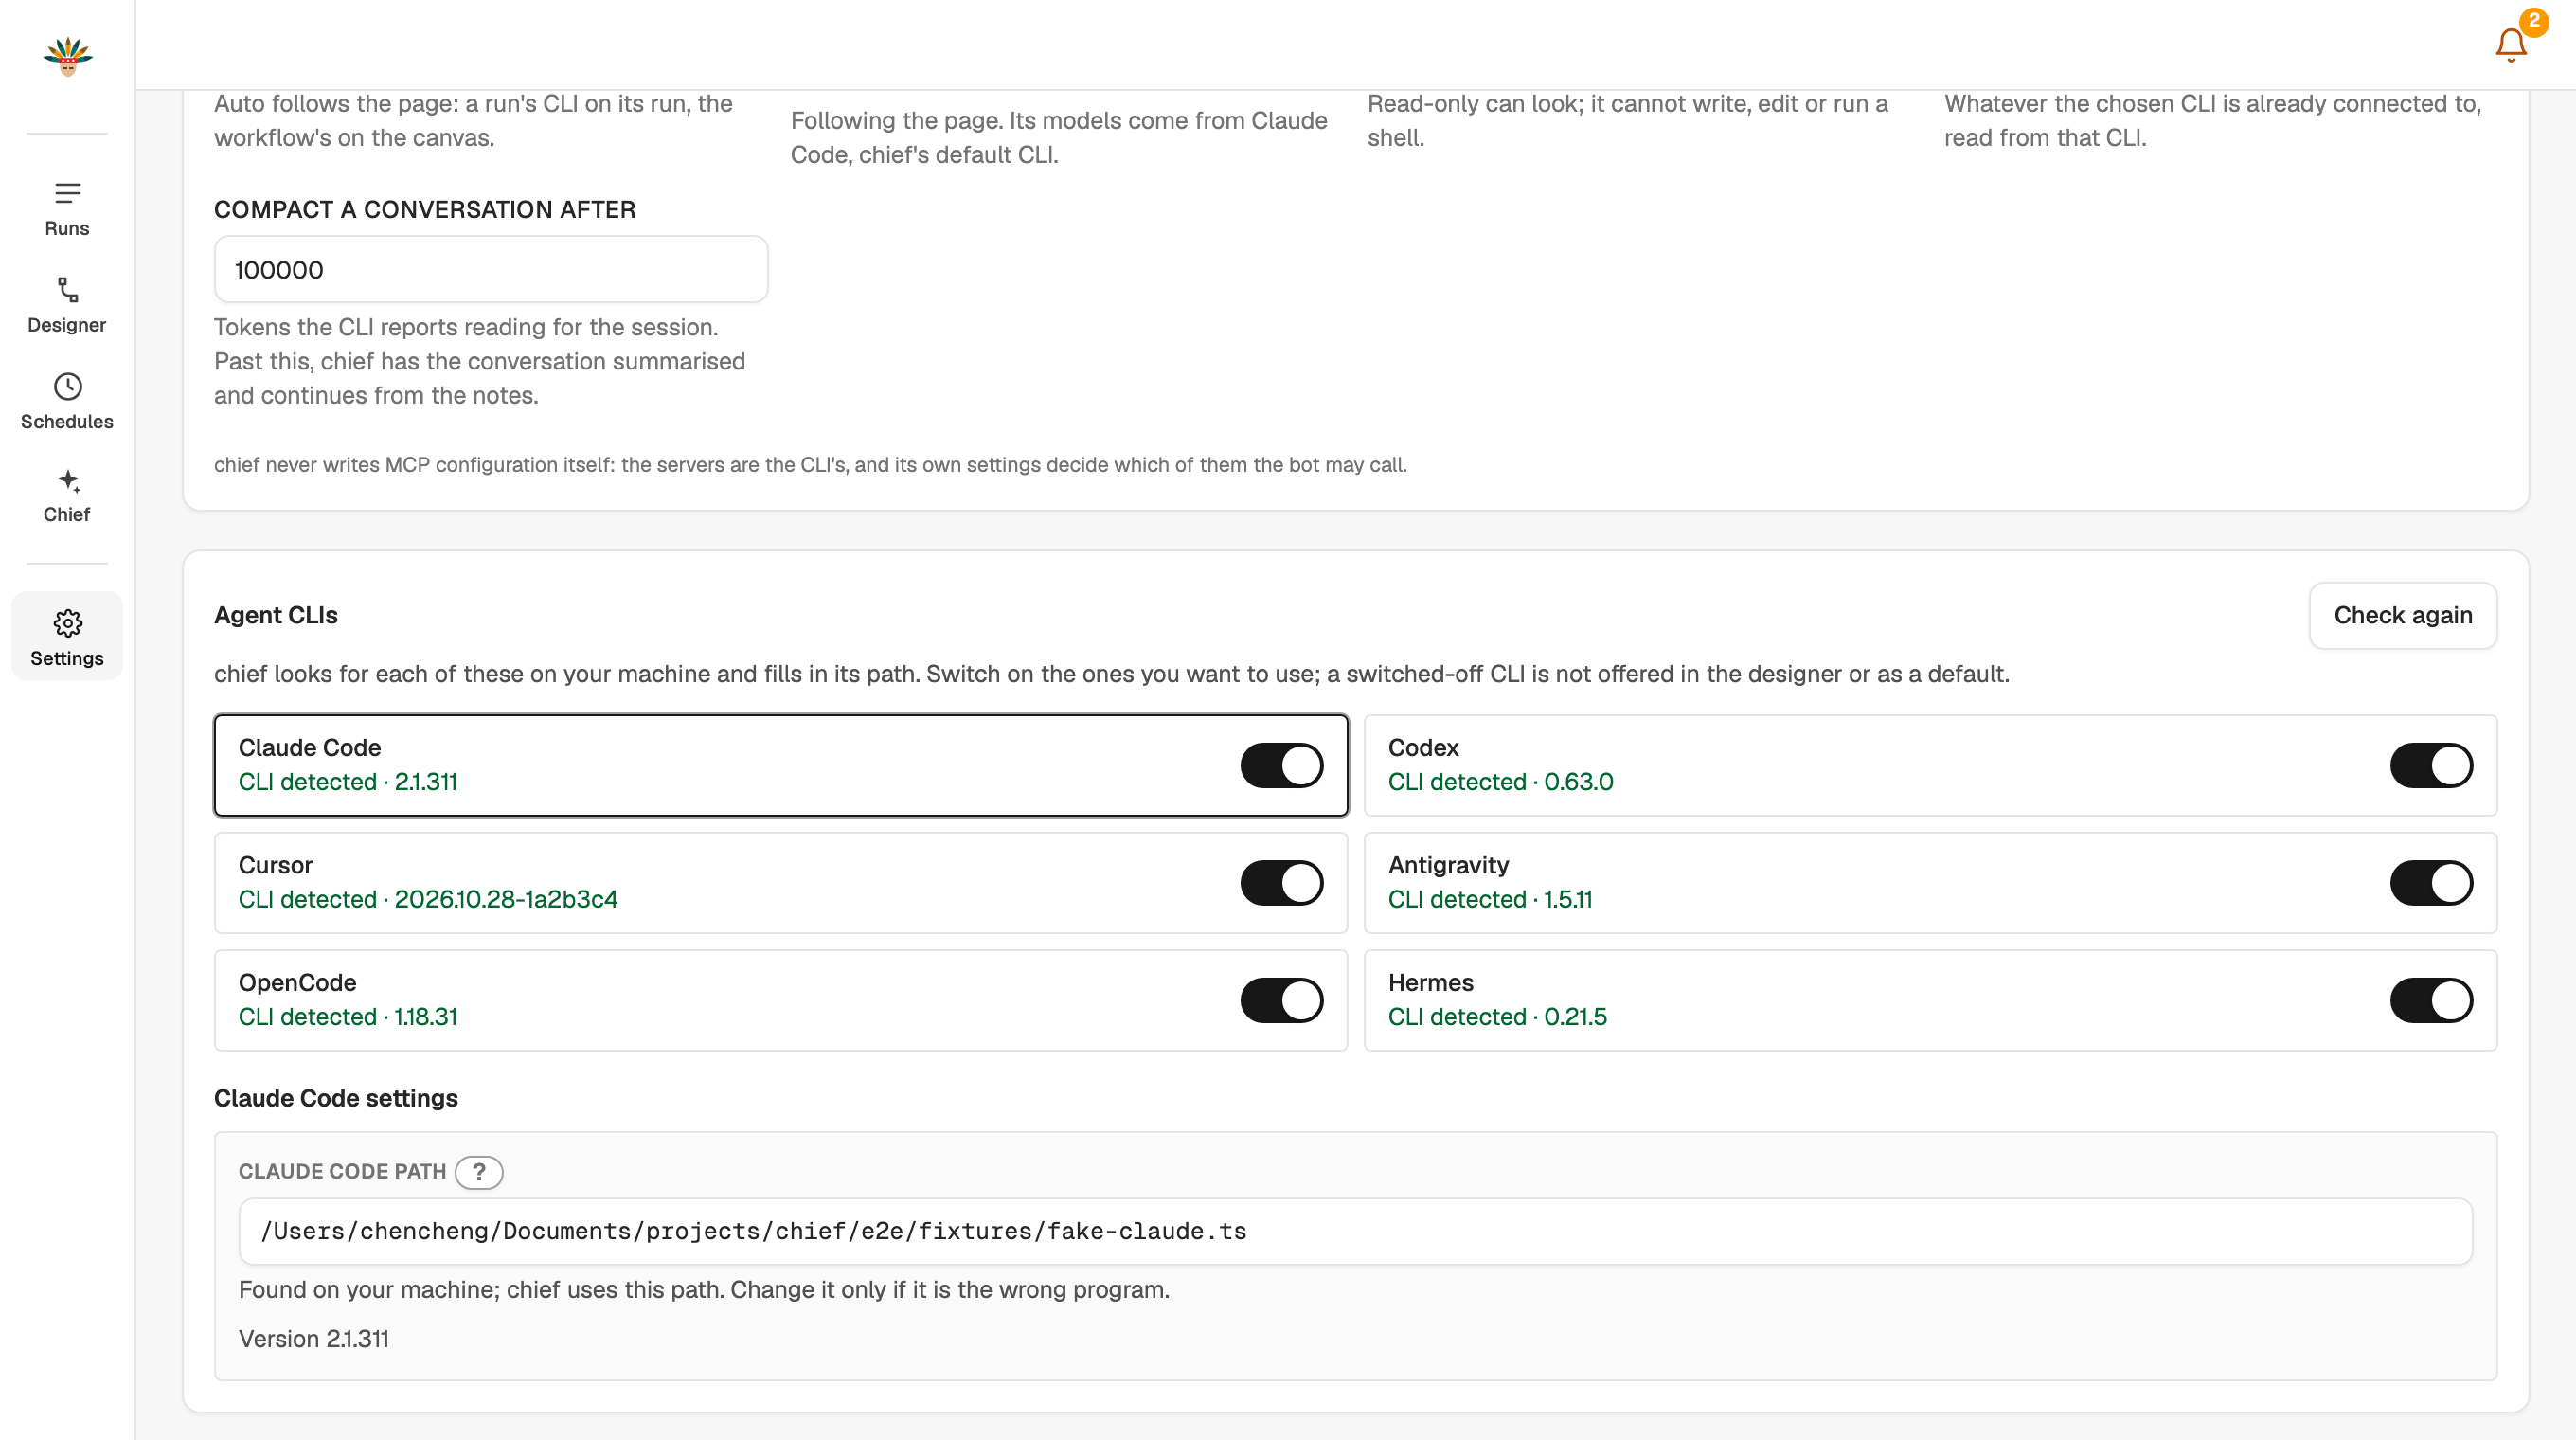 2
Runs
Designer
Schedules
Chief
Settings
Auto follows the page: a run's CLI on its run, the
workflow's on the canvas.
Following the page. Its models come from Claude
Code, chief's default CLI.
Read-only can look; it cannot write, edit or run a
shell.
Whatever the chosen CLI is already connected to,
read from that CLI.
COMPACT A CONVERSATION AFTER
100000
Tokens the CLI reports reading for the session.
Past this, chief has the conversation summarised
and continues from the notes.
chief never writes MCP configuration itself: the servers are the CLI's, and its own settings decide which of them the bot may call.
Agent CLIs
Check again
chief looks for each of these on your machine and fills in its path. Switch on the ones you want to use; a switched-off CLI is not offered in the designer or as a default.
Claude Code
CLI detected · 2.1.311
Codex
CLI detected · 0.63.0
Cursor
CLI detected · 2026.10.28-1a2b3c4
Antigravity
CLI detected · 1.5.11
OpenCode
CLI detected · 1.18.31
Hermes
CLI detected · 0.21.5
Claude Code settings
CLAUDE CODE PATH ?
/Users/chencheng/Documents/projects/chief/e2e/fixtures/fake-claude.ts
Found on your machine; chief uses this path. Change it only if it is the wrong program.
Version 2.1.311